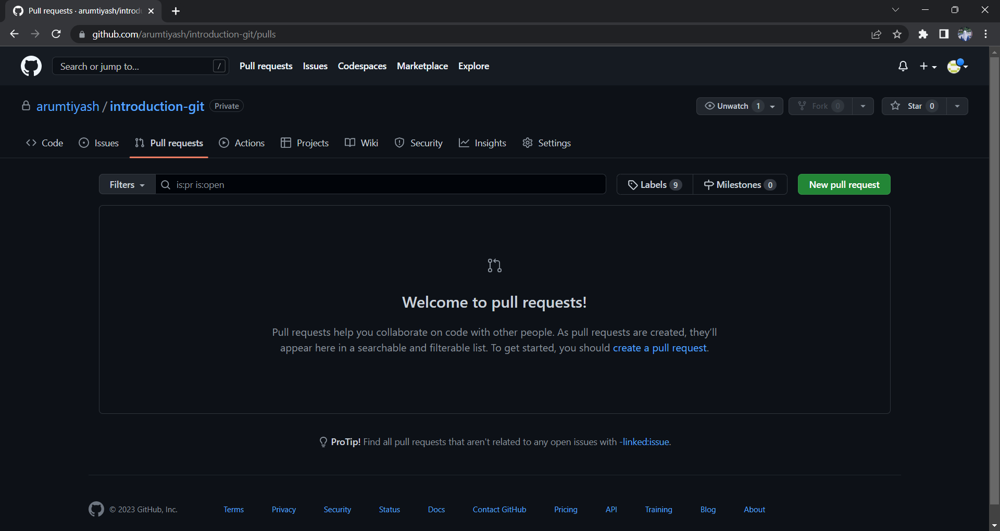 Pull requests · arumtiyash/introdu
github.com/arumtiyash/introduction-git/pulls
Search or jump to... / Pull requests Issues Codespaces Marketplace Explore
arumtiyash / introduction-git Private Unwatch 1 Fork 0 Star 0
Code Issues Pull requests Actions Projects Wiki Security Insights Settings
Filters is:pr is:open Labels 9 Milestones 0 New pull request
Welcome to pull requests!
Pull requests help you collaborate on code with other people. As pull requests are created, they’ll
appear here in a searchable and filterable list. To get started, you should create a pull request.
ProTip! Find all pull requests that aren't related to any open issues with -linked:issue.
© 2023 GitHub, Inc. Terms Privacy Security Status Docs Contact GitHub Pricing API Training Blog About